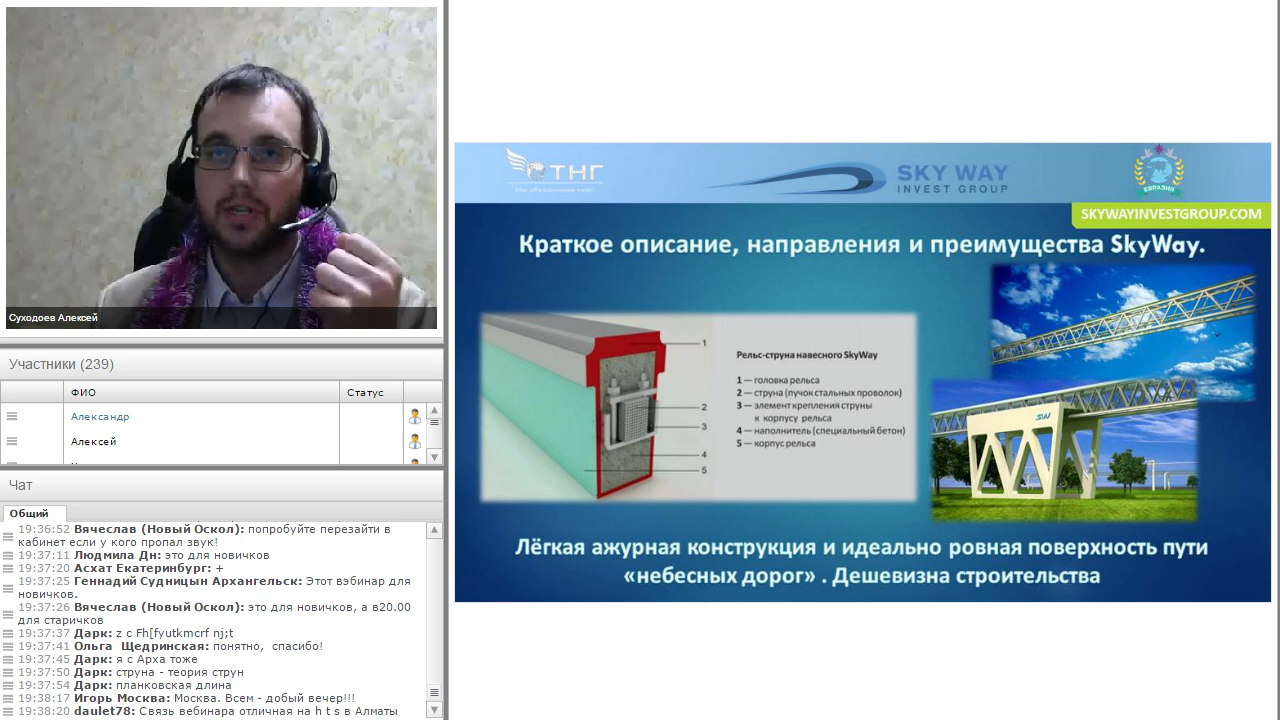 Суходоев Алексей
Участники (239)
ФИО
Статус
Александр
Алексей
Чат
Общий
19:36:52 Вячеслав (Новый Оскол): попробуйте перезайти в
кабинет если у кого пропал звук!
19:37:11 Людмила Дн: это для новичков
19:37:20 Асхат Екатеринбург: +
19:37:25 Геннадий Судницын Архангельск: Этот вэбинар для
новичков.
19:37:26 Вячеслав (Новый Оскол): это для новичков, а в20.00
для старичков
19:37:37 Дарк: z c Fh[fyutkmcrf nj;t
19:37:41 Ольга Щедринская: понятно, спасибо!
19:37:45 Дарк: я с Арха тоже
19:37:50 Дарк: струна - теория струн
19:37:54 Дарк: планковская длина
19:38:17 Игорь Москва: Москва. Всем - добый вечер!!!
19:38:20 daulet78: Связь вебинара отличная на h t s в Алматы
ТНГ
SKY WAY
INVEST GROUP
ЕВРАЗИЯ
SKYWAYINVESTGROUP.COM
Краткое описание, направления и преимущества SkyWay.
1
2
3
4
5
Рельс-струна навесного SkyWay
1 — головка рельса
2 — струна (пучок стальных проволок)
3 — элемент крепления струны
к корпусу рельса
4 — наполнитель (специальный бетон)
5 — корпус рельса
SW
Лёгкая ажурная конструкция и идеально ровная поверхность пути
«небесных дорог» . Дешевизна строительства